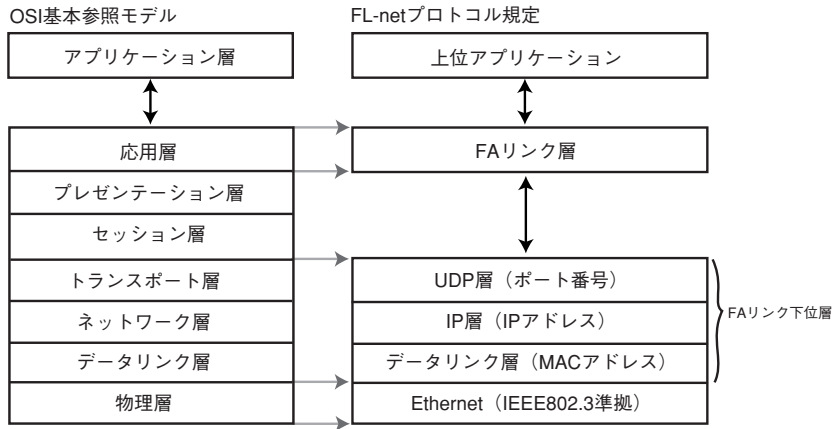 OSI基本参照モデル
アプリケーション層
応用層
プレゼンテーション層
セッション層
トランスポート層
ネットワーク層
データリンク層
物理層
FL-netプロトコル規定
上位アプリケーション
FAリンク層
UDP層（ポート番号）
IP層（IPアドレス）
データリンク層（MACアドレス）
Ethernet（IEEE802.3準拠）
FAリンク下位層